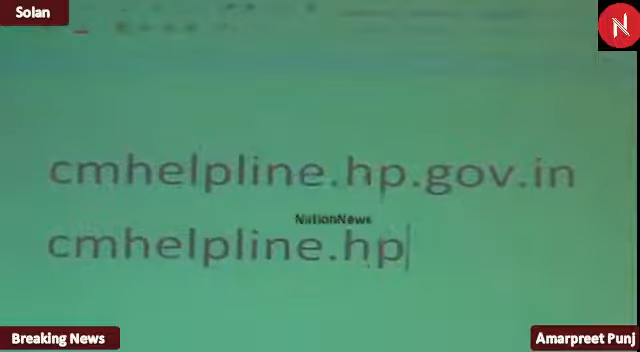 Solan
N
cmhelpline.hp.gov.in
NationNews
cmhelpline.hp
Breaking News
Amarpreet Punj